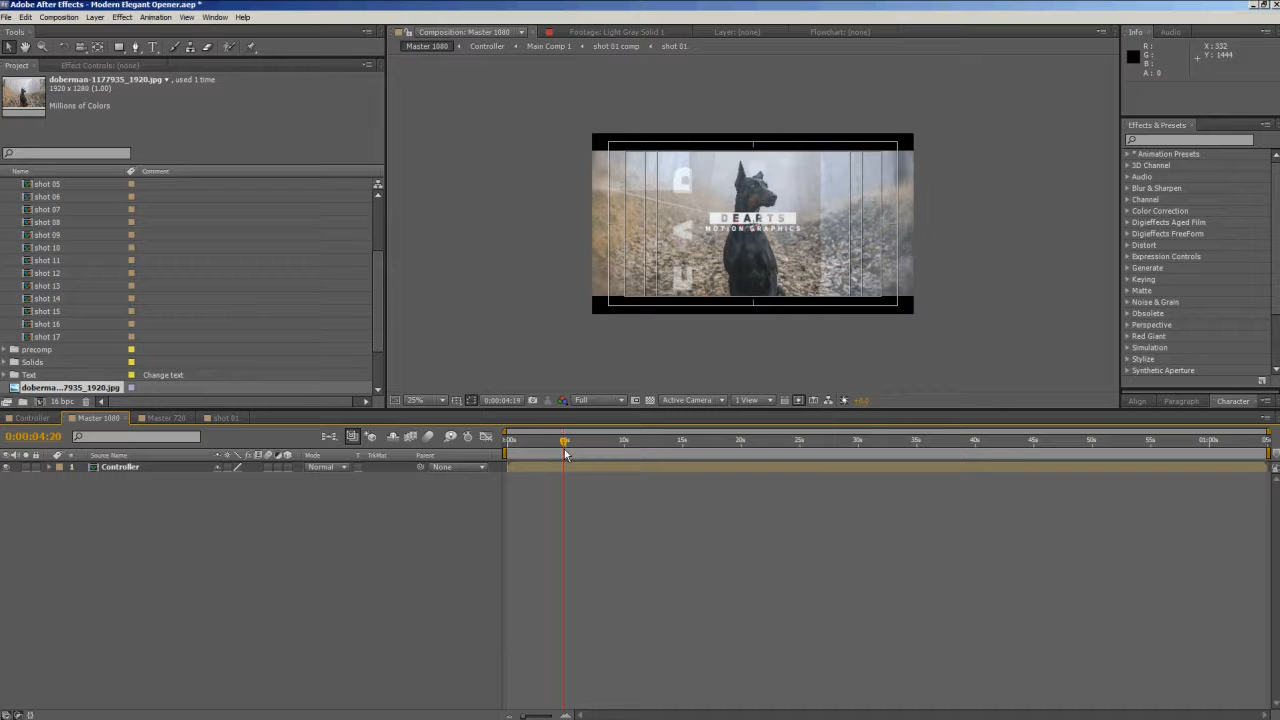 Adobe After Effects - Modern Elegant Opener.aep *
File Edit Composition Layer Effect Animation View Window Help
Tools
Composition: Master 1080
Footage: Light Gray Solid 1
Layer: (none)
Flowchart: (none)
Info
Audio
Master 1080 Controller Main Comp 1 shot 01 comp shot 01
R :
G :
B :
A : 0
X : 332
Y : 1444
Project
Effect Controls: (none)
doberman-1177935_1920.jpg , used 1 time
1920 x 1280 (1.00)
Millions of Colors
Effects & Presets
* Animation Presets
3D Channel
Audio
Blur & Sharpen
Channel
Color Correction
Digieffects Aged Film
Digieffects FreeForm
Distort
Expression Controls
Generate
Keying
Matte
Noise & Grain
Obsolete
Perspective
Red Giant
Simulation
Stylize
Synthetic Aperture
Name
Comment
shot 05
shot 06
shot 07
shot 08
shot 09
shot 10
shot 11
shot 12
shot 13
shot 14
shot 15
shot 16
shot 17
precomp
Solids
Text
Change text
doberma...7935_1920.jpg
16 bpc
DEARTS
MOTION GRAPHICS
25%
0:00:04:19
Full
Active Camera
1 View
+0.0
Align
Paragraph
Character
Controller
Master 1080
Master 720
shot 01
0:00:04:20
Source Name
Mode
T
TrkMat
Parent
1
Controller
Normal
None
:00s
10s
15s
20s
25s
30s
35s
40s
45s
50s
55s
01:00s
05s